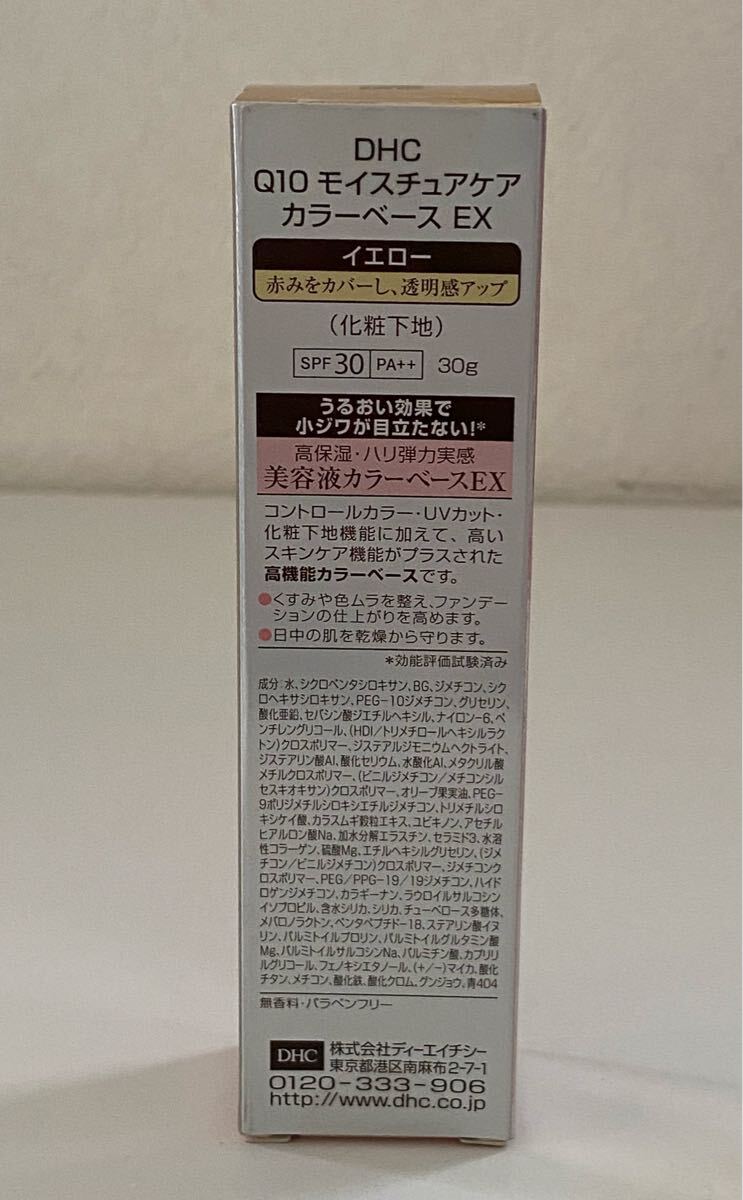 DHC
Q10 モイスチュアケア
カラーベース EX
イエロー
赤みをカバーし、透明感アップ
（化粧下地）
SPF30 PA++ 30g
うるおい効果で
小ジワが目立たない!*
高保湿・ハリ弾力実感
美容液カラーベースEX
コントロールカラー・UVカット・
化粧下地機能に加えて、高い
スキンケア機能がプラスされた
高機能カラーベースです。
●くすみや色ムラを整え、ファンデー
ションの仕上がりを高めます。
●日中の肌を乾燥から守ります。
*効能評価試験済み
成分：水、シクロペンタシロキサン、BG、ジメチコン、シク
ロヘキサシロキサン、PEG-10ジメチコン、グリセリン、
酸化亜鉛、セバシン酸ジエチルヘキシル、ナイロン-6、ペ
ンチレングリコール、(HDI/トリメチロールヘキシルラク
トン)クロスポリマー、ジステアルジモニウムヘクトライト、
ジステアリン酸Al、酸化セリウム、水酸化Al、メタクリル酸
メチルクロスポリマー、(ビニルジメチコン/メチコンシル
セスキオキサン)クロスポリマー、オリーブ果実油、PEG-
9ポリジメチルシロキシエチルジメチコン、トリメチルシロ
キシケイ酸、カラスムギ穀粒エキス、ユビキノン、アセチル
ヒアルロン酸Na、加水分解エラスチン、セラミド3、水溶
性コラーゲン、硫酸Mg、エチルヘキシルグリセリン、(ジメ
チコン/ビニルジメチコン)クロスポリマー、ジメチコンク
ロスポリマー、PEG/PPG-19/19ジメチコン、ハイド
ロゲンジメチコン、カラギーナン、ラウロイルサルコシン
イソプロピル、含水シリカ、シリカ、チューベロース多糖体、
メバロノラクトン、ペンタペプチド-18、ステアリン酸イヌ
リン、パルミトイルプロリン、パルミトイルグルタミン酸
Mg、パルミトイルサルコシンNa、パルミチン酸、カプリリ
ルグリコール、フェノキシエタノール、(+/-)マイカ、酸化
チタン、メチコン、酸化鉄、酸化クロム、グンジョウ、青404
無香料・パラベンフリー
DHC 株式会社ディーエイチシー
東京都港区南麻布2-7-1
0120-333-906
http://www.dhc.co.jp